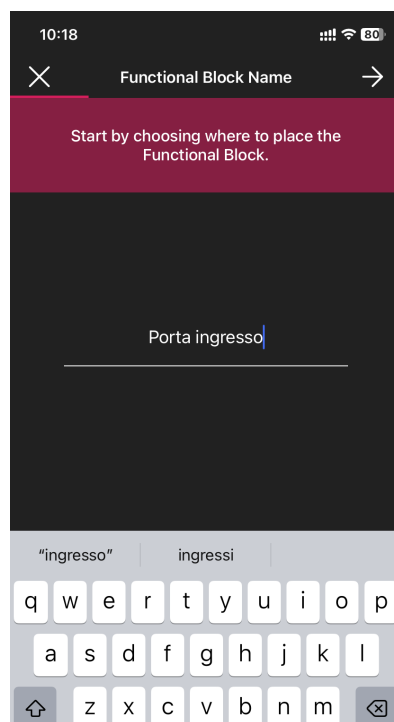 10:18
80
Functional Block Name
Start by choosing where to place the
Functional Block.
Porta ingresso
“ingresso” ingressi
q w e r t y u i o p
a s d f g h j k l
z x c v b n m